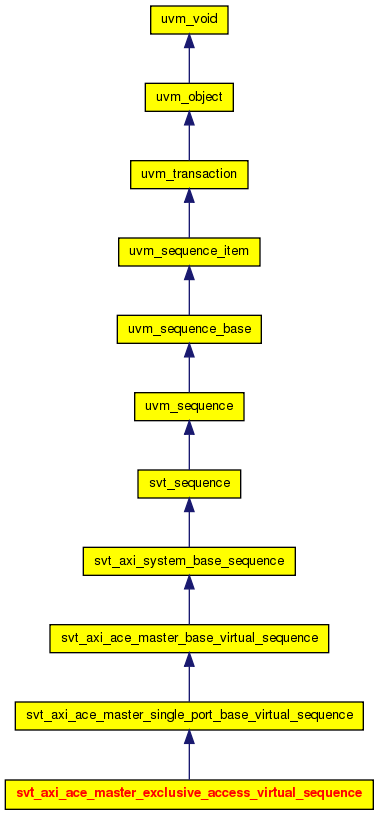 uvm_void
uvm_object
uvm_transaction
uvm_sequence_item
uvm_sequence_base
uvm_sequence
svt_sequence
svt_axi_system_base_sequence
svt_axi_ace_master_base_virtual_sequence
svt_axi_ace_master_single_port_base_virtual_sequence
svt_axi_ace_master_exclusive_access_virtual_sequence